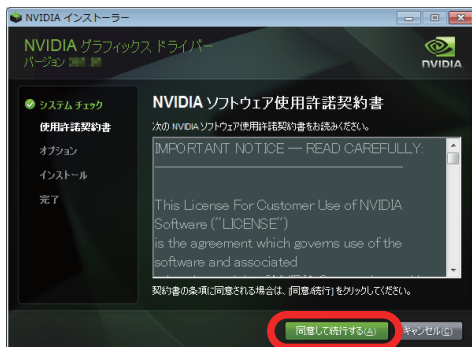 NVIDIA インストーラー
NVIDIA グラフィックス ドライバー
バージョン
NVIDIA
システム チェック
使用許諾契約書
オプション
インストール
完了
NVIDIA ソフトウェア使用許諾契約書
次の NVIDIA ソフトウェア使用許諾契約書をお読みください。
IMPORTANT NOTICE — READ CAREFULLY:
This License For Customer Use of NVIDIA
Software ("LICENSE")
is the agreement which governs use of the
software and associated
契約書の条項に同意される場合は、[同意/続行] をクリックしてください。
同意して続行する(A)
キャンセル(C)